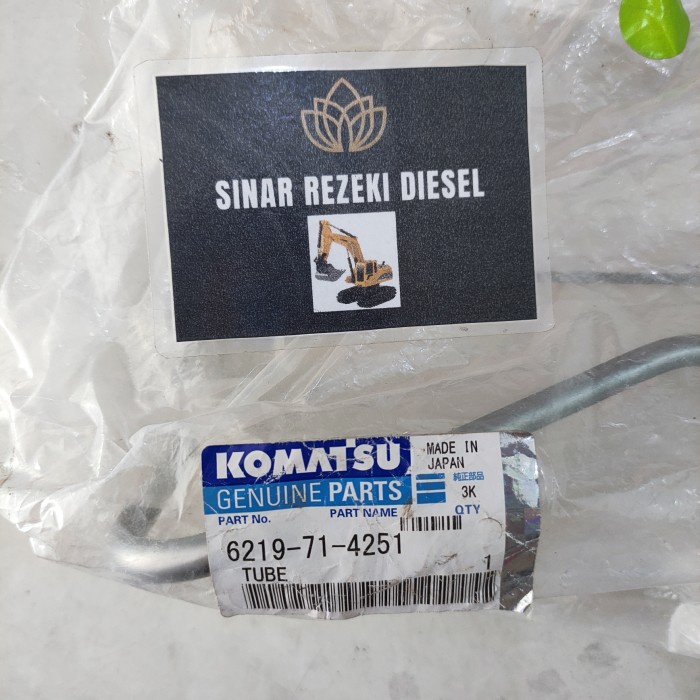 SINAR REZEKI DIESEL
KOMATSU
GENUINE PARTS
MADE IN
JAPAN
純正部品
3K
PART No.
PART NAME
QTY
6219-71-4251
TUBE
1